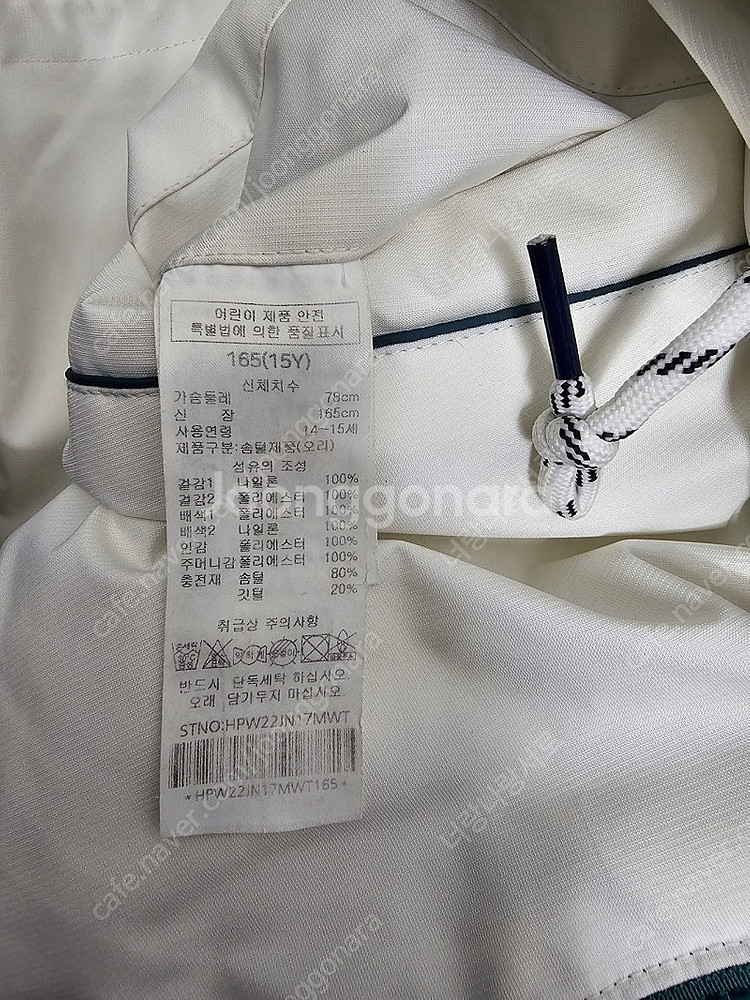 어린이 제품 안전
특별법에 의한 품질표시
165(15Y)
신체치수
가슴둘레 78cm
신 장 165cm
사용연령 14~15세
제품구분:솜털제품(오리)
섬유의 조성
겉감1 나일론 100%
겉감2 폴리에스터 100%
배색1 폴리에스터 100%
배색2 나일론 100%
안감 폴리에스터 100%
주머니감 폴리에스터 100%
충전재 솜털 80%
깃털 20%
취급상 주의사항
반드시 단독세탁 하십시오.
오래 담기두지 마십시오.
STNO:HPW22JN17MWT
*HPW22JN17MWT165*
joonggonara
cafe.naver.com/joonggonara